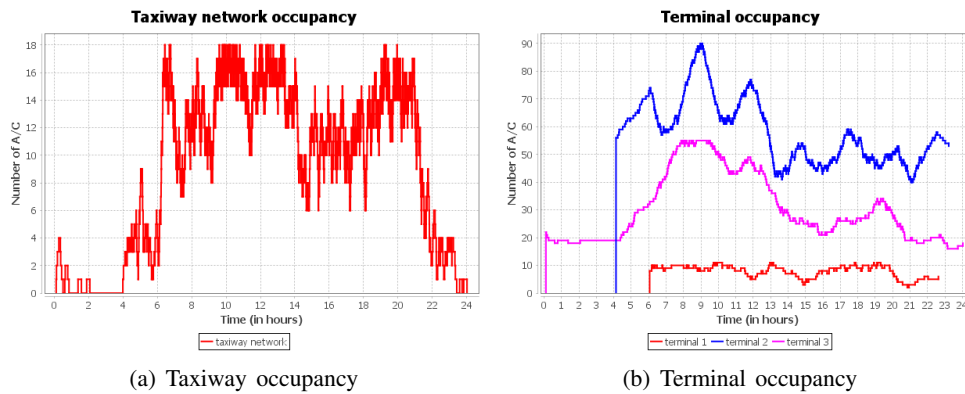 Taxiway network occupancy
Number of A/C
18
16
14
12
10
8
6
4
2
0
0 2 4 6 8 10 12 14 16 18 20 22 24
Time (in hours)
taxiway network
(a) Taxiway occupancy
Terminal occupancy
Number of A/C
90
80
70
60
50
40
30
20
10
0
0 1 2 3 4 5 6 7 8 9 10 11 12 13 14 15 16 17 18 19 20 21 22 23 24
Time (in hours)
terminal 1 terminal 2 terminal 3
(b) Terminal occupancy